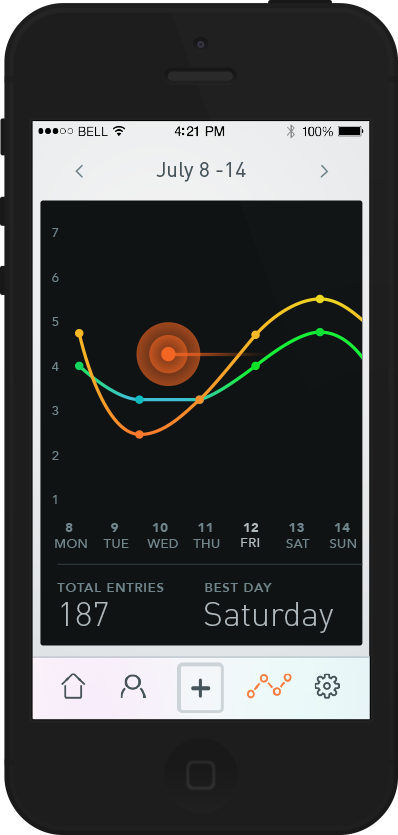 BELL 4:21 PM 100%
July 8 -14
7
6
5
4
3
2
1
8 9 10 11 12 13 14
MON TUE WED THU FRI SAT SUN
TOTAL ENTRIES BEST DAY
187 Saturday